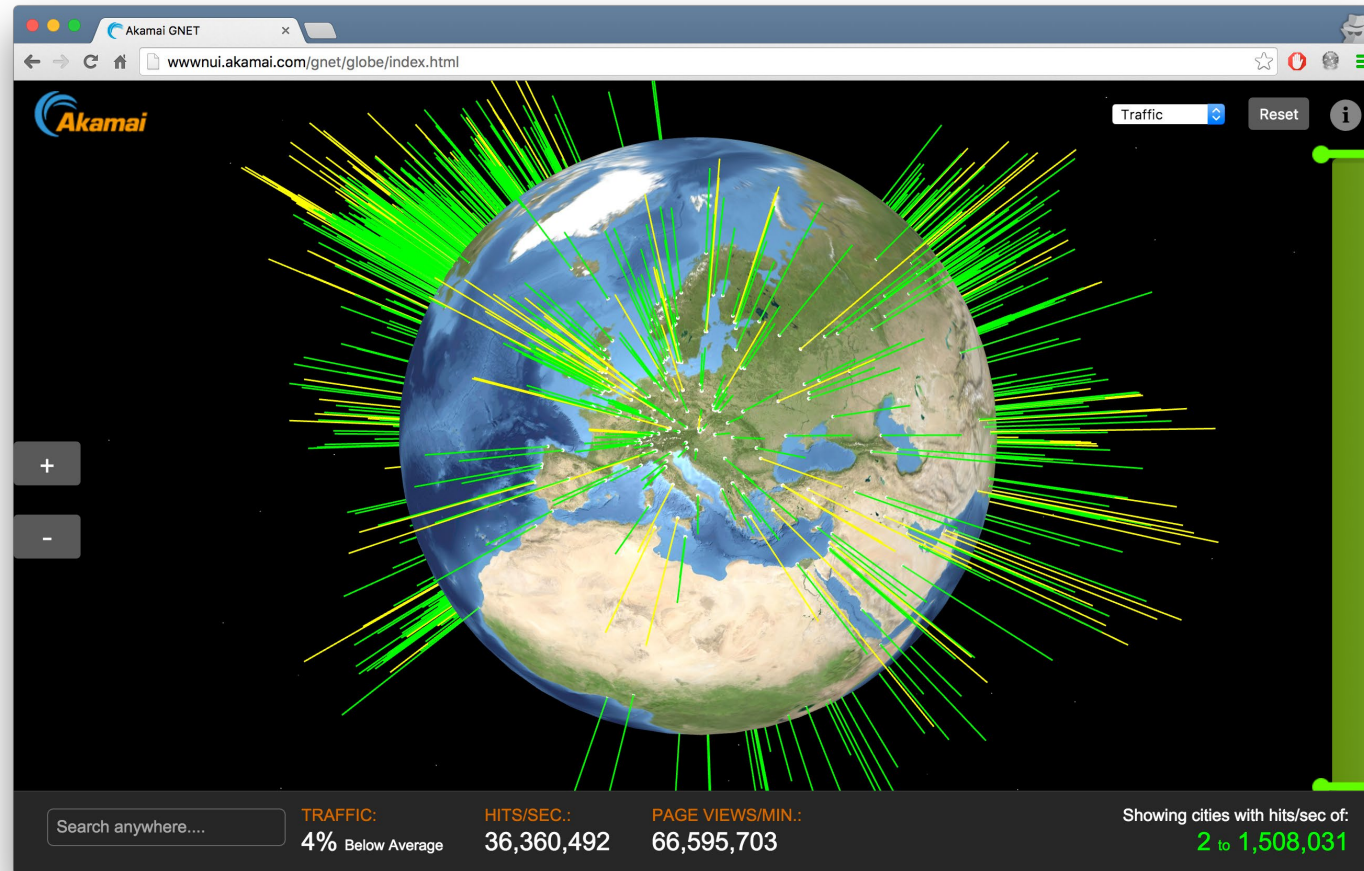 Akamai GNET
wwwnui.akamai.com/gnet/globe/index.html
Akamai
Traffic
Reset
i
+
-
Search anywhere....
TRAFFIC:
4% Below Average
HITS/SEC.:
36,360,492
PAGE VIEWS/MIN.:
66,595,703
Showing cities with hits/sec of:
2 to 1,508,031